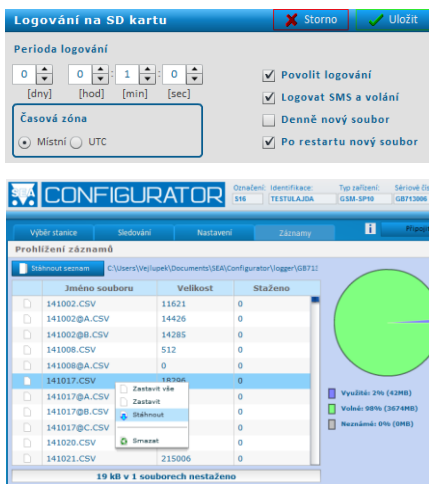 Logování na SD kartu
Storno
Uložit
Perioda logování
0 0 : 1 : 0
[dny] [hod] [min] [sec]
Časová zóna
Místní UTC
Povolit logování
Logovat SMS a volání
Denně nový soubor
Po restartu nový soubor
SEA CONFIGURATOR
Označení: Identifikace: Typ zařízení: Sériové čís
S16 TESTULAJDA GSM-SP10 GB713006
Výběr stanice Sledování Nastavení Záznamy i Připojit
Prohlížení záznamů
Stáhnout seznam C:\Users\Vejlupek\Documents\SEA\Configurator\logger\GB713
Jméno souboru Velikost Staženo
141002.CSV 11621 0
141002@A.CSV 14426 0
141002@B.CSV 14285 0
141008.CSV 512 0
141008@A.CSV 0 0
141017.CSV 18296 0
141017@A.CSV 0
141017@B.CSV 0
141017@C.CSV 0
141020.CSV 0
141021.CSV 215006 0
Zastavit vše
Zastavit
Stáhnout
Smazat
19 kB v 1 souborech nestaženo
Využité: 2% (43MB)
Volné: 98% (3674MB)
Neznámé: 0% (0MB)